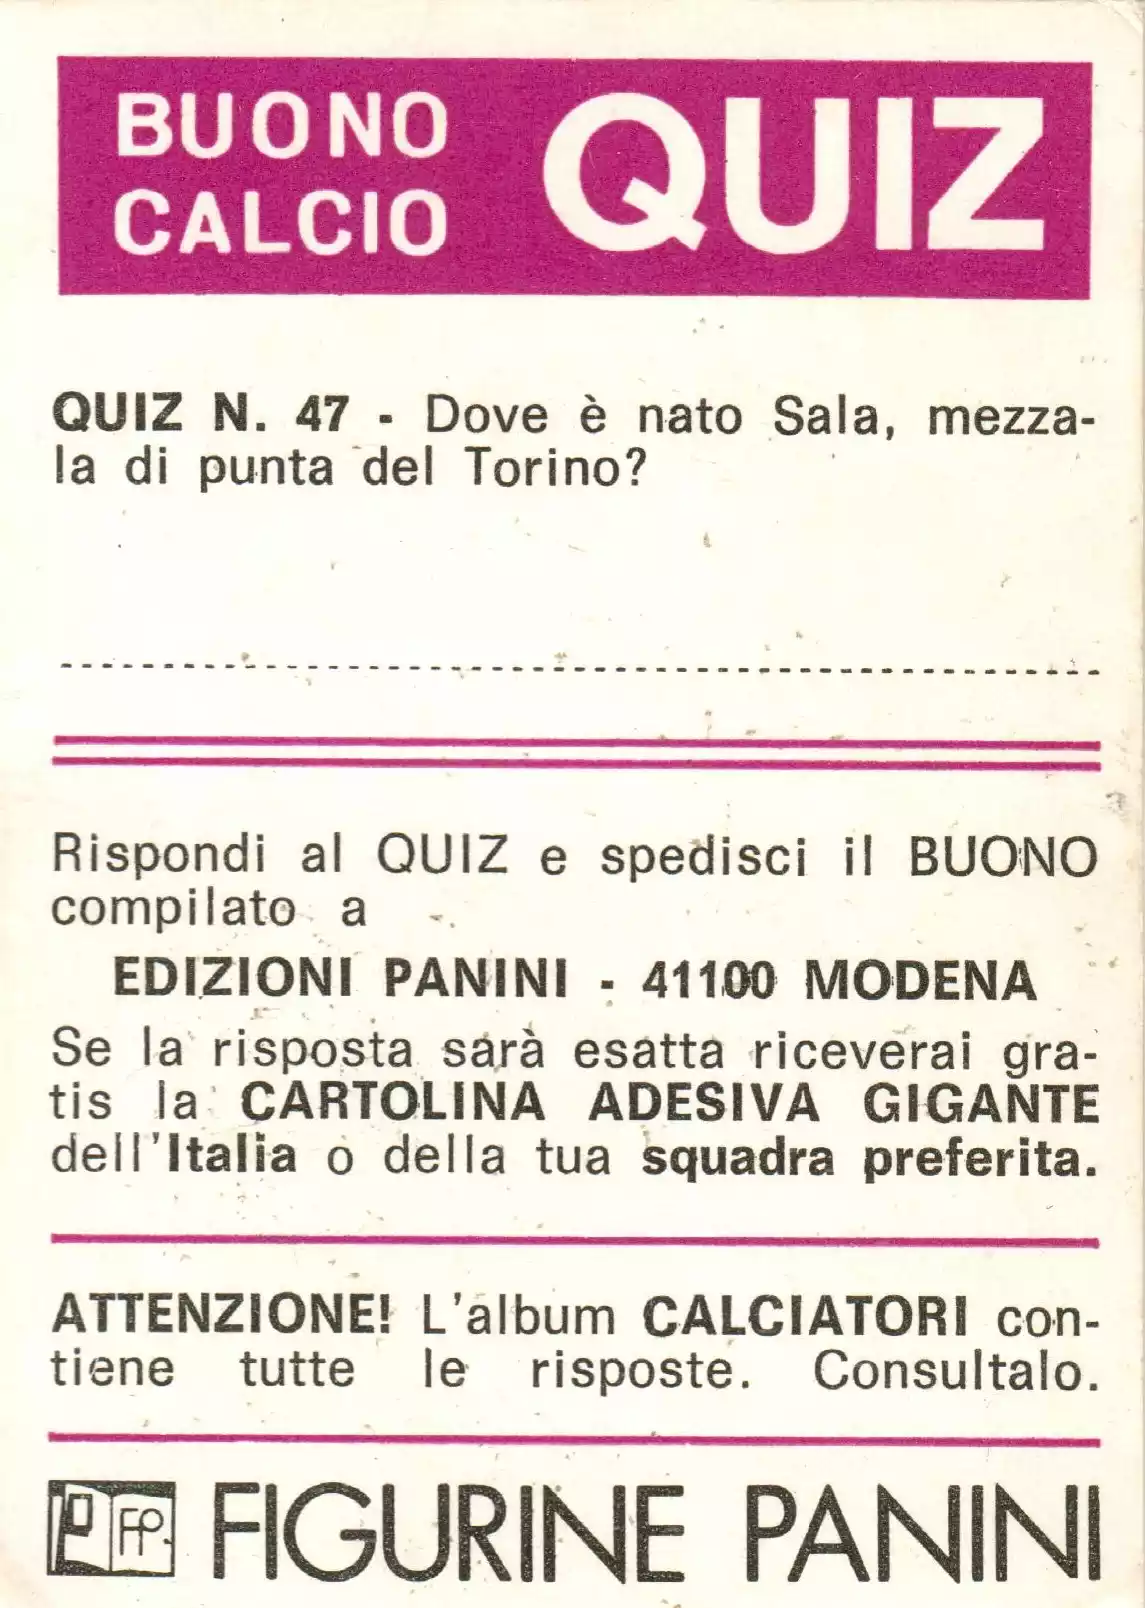 BUONO
CALCIO
QUIZ
QUIZ N. 47 - Dove è nato Sala, mezza-
la di punta del Torino?
Rispondi al QUIZ e spedisci il BUONO
compilato a
EDIZIONI PANINI - 41100 MODENA
Se la risposta sarà esatta riceverai gra-
tis la CARTOLINA ADESIVA GIGANTE
dell'Italia o della tua squadra preferita.
ATTENZIONE! L'album CALCIATORI con-
tiene tutte le risposte. Consultalo.
FP FIGURINE PANINI